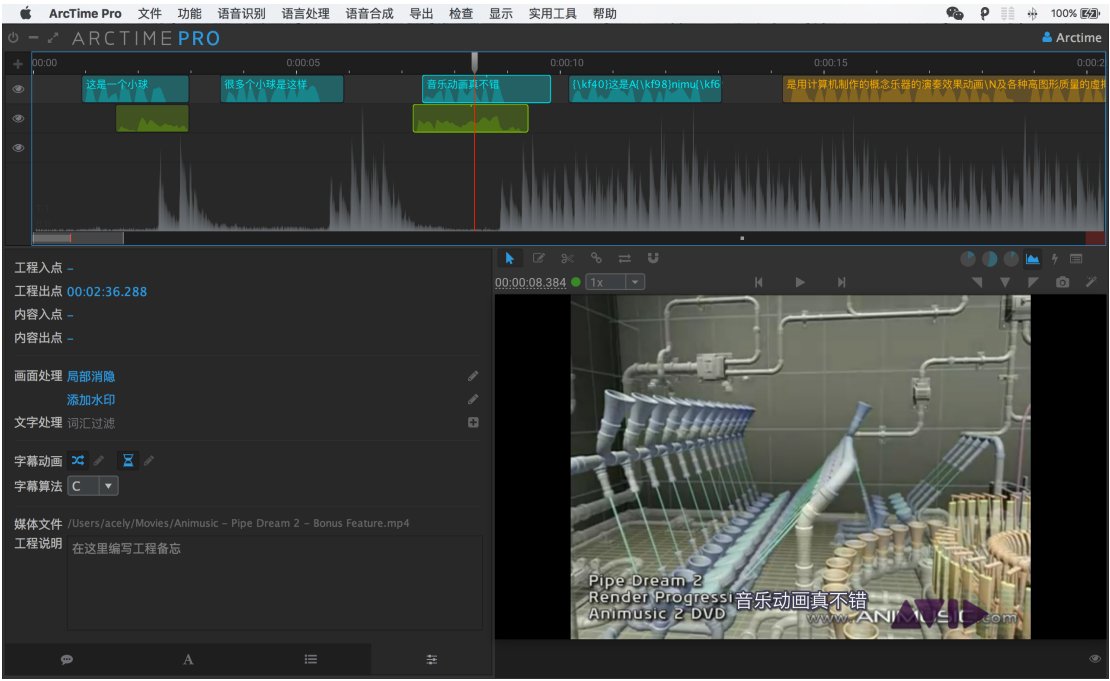 ArcTime Pro 文件 功能 语音识别 语言处理 语音合成 导出 检查 显示 实用工具 帮助 100%
ARCTIMEPRO Arctime
00:00 0:00:05 0:00:10 0:00:15 0:00:2
这是一个小球 很多个小球是这样 音乐动画真不错 {\kf40}这是A{\kf98}nimu{\kf6 是用计算机制作的概念乐器的演奏效果动画\N及各种高图形质量的虚拟
工程入点 –
工程出点 00:02:36.288
内容入点 –
内容出点 –
画面处理 局部消隐
添加水印
文字处理 词汇过滤
字幕动画
字幕算法 C
媒体文件 /Users/acely/Movies/Animusic – Pipe Dream 2 – Bonus Feature.mp4
工程说明 在这里编写工程备忘
A
00:00:08.384 1x
Pipe Dream 2
Render Progressi
Animusic 2 DVD
音乐动画真不错
www.ANIMUSIC.com